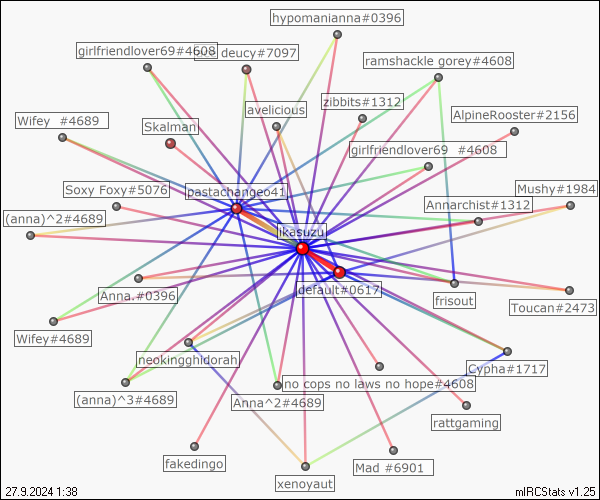 hypomanianna#0396
girlfriendlover69#4608
deucy#7097
ramshackle gorey#4608
zibbits#1312
avelicious
AlpineRooster#2156
Wifey #4689
Skalman
girlfriendlover69 #4608
Soxy Foxy#5076
pastachangeo41
Mushy#1984
Annarchist#1312
(anna)^2#4689
likasuzu
default#0617
Anna.#0396
frisout
Toucan#2473
Wifey#4689
neokingghidorah
Cypha#1717
no cops no laws no hope#4608
(anna)^3#4689
Anna^2#4689
rattgaming
fakedingo
Mad #6901
xenoyaut
27.9.2024 1:38
mIRCStats v1.25